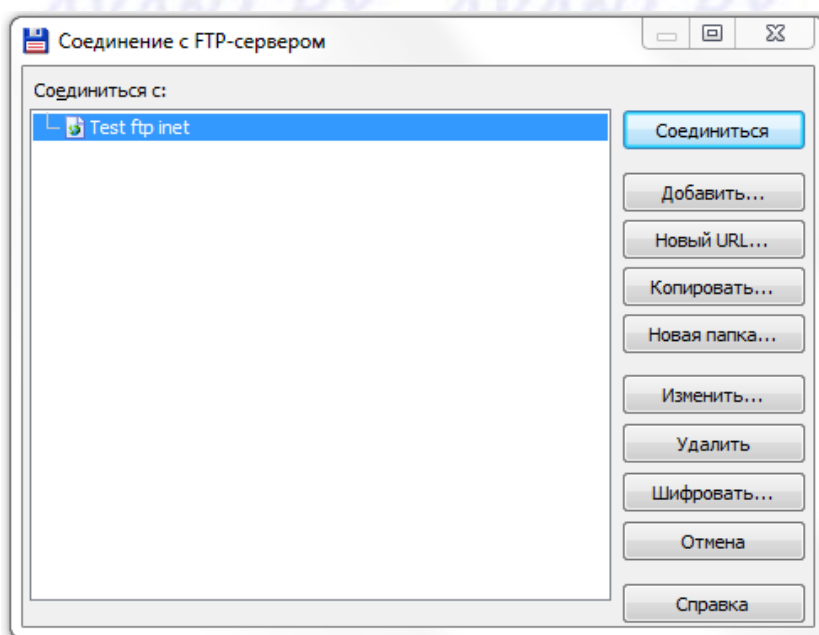 Соединение с FTP-сервером
Соединиться с:
Test ftp inet
Соединиться
Добавить...
Новый URL...
Копировать...
Новая папка...
Изменить...
Удалить
Шифровать...
Отмена
Справка